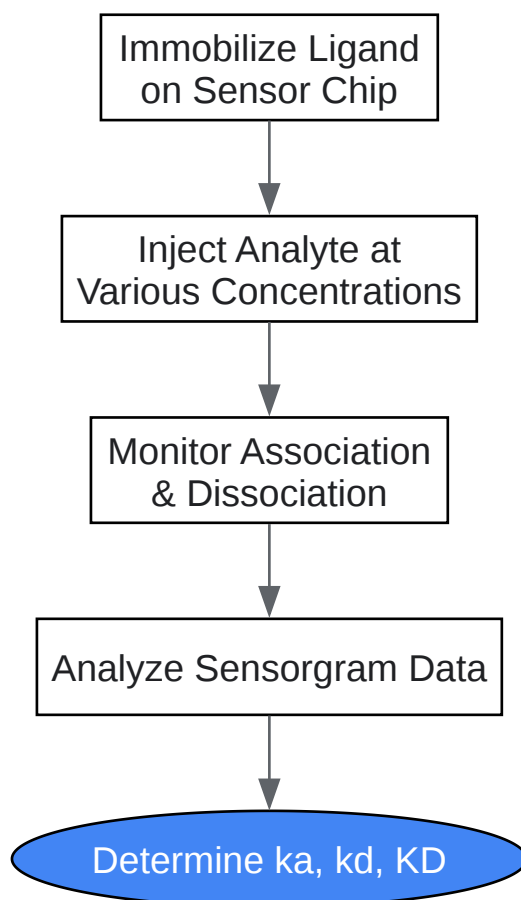 Immobilize Ligand
on Sensor Chip
Inject Analyte at
Various Concentrations
Monitor Association
& Dissociation
Analyze Sensorgram Data
Determine ka, kd, KD